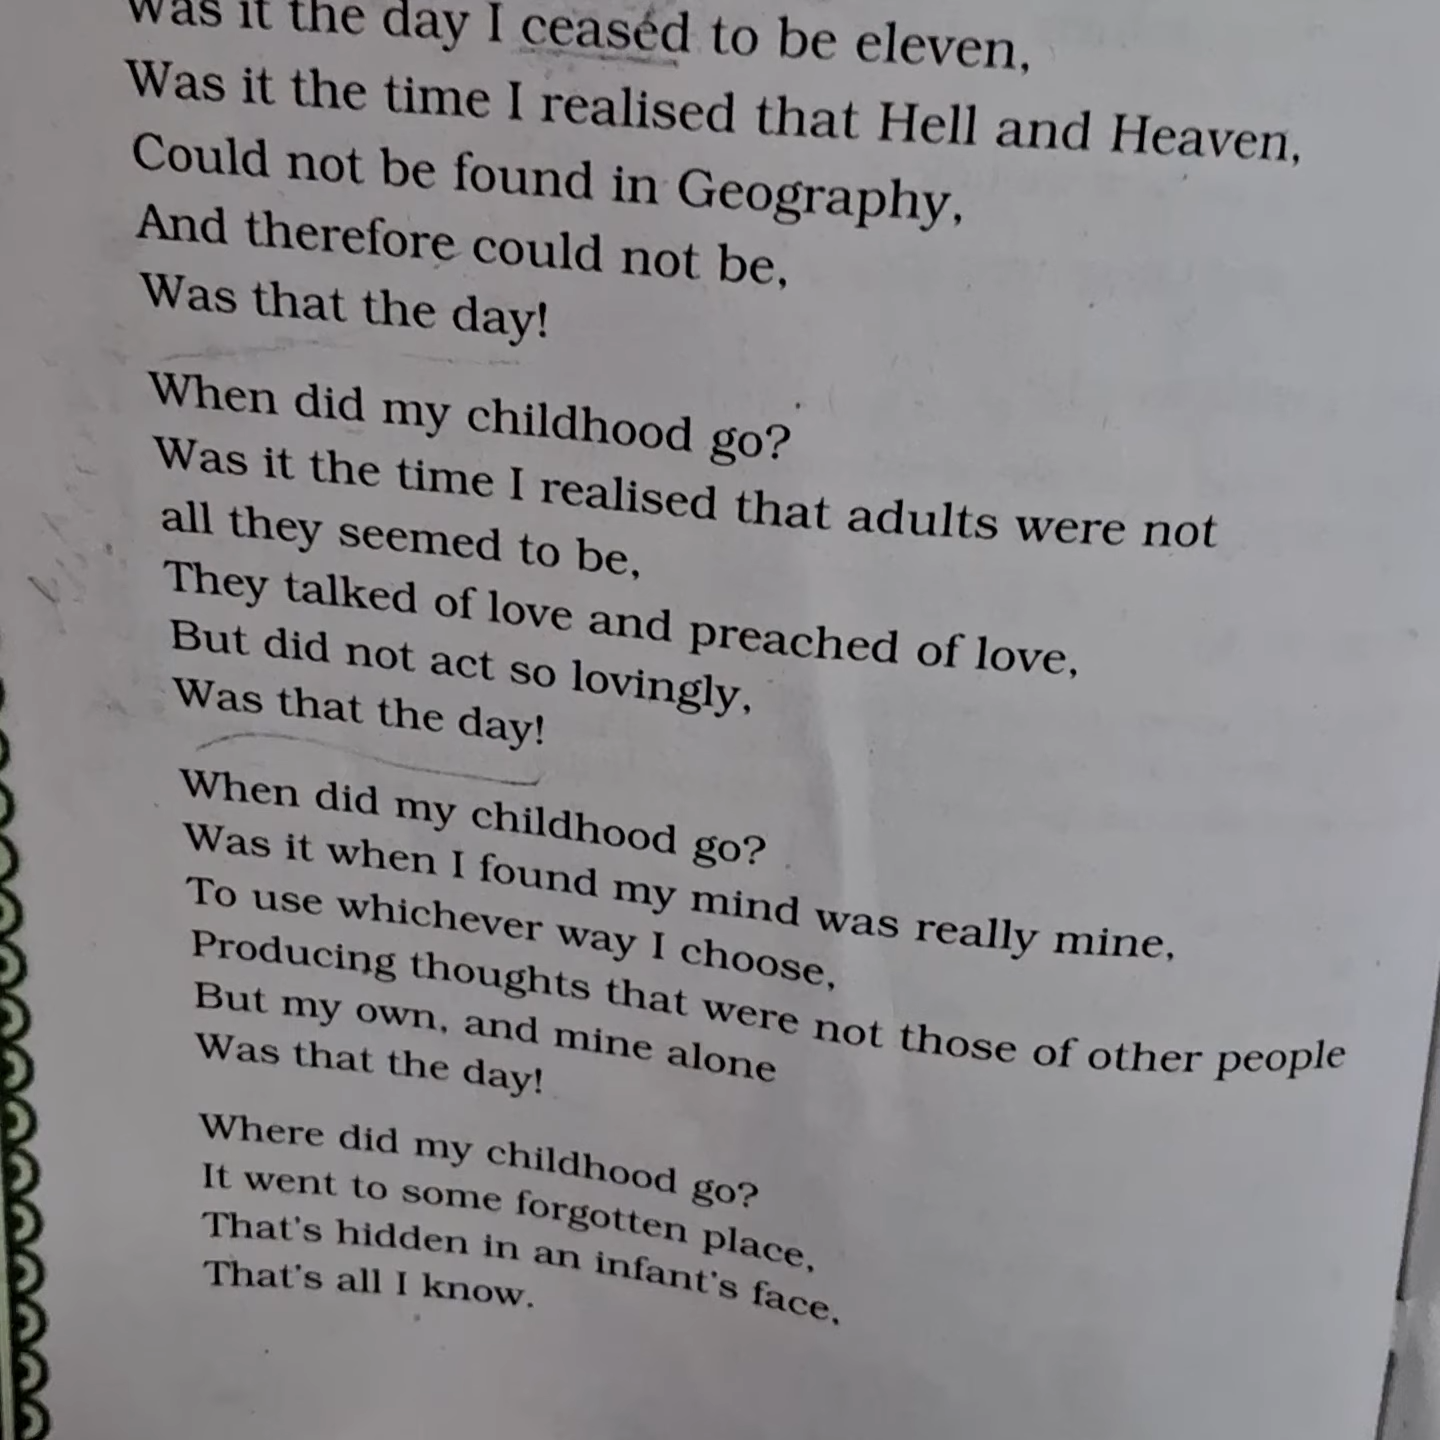 Was it the day I ceased to be eleven,
Was it the time I realised that Hell and Heaven,
Could not be found in Geography,
And therefore could not be,
Was that the day!
When did my childhood go?
Was it the time I realised that adults were not
all they seemed to be,
They talked of love and preached of love,
But did not act so lovingly,
Was that the day!
When did my childhood go?
Was it when I found my mind was really mine,
To use whichever way I choose,
Producing thoughts that were not those of other people
But my own, and mine alone
Was that the day!
Where did my childhood go?
It went to some forgotten place,
That's hidden in an infant's face,
That's all I know.